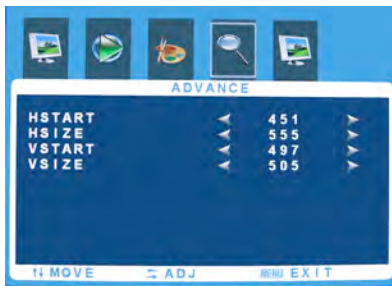 ADVANCE
HSTART 451
HSIZE 555
VSTART 497
VSIZE 505
MOVE ADJ MENU EXIT